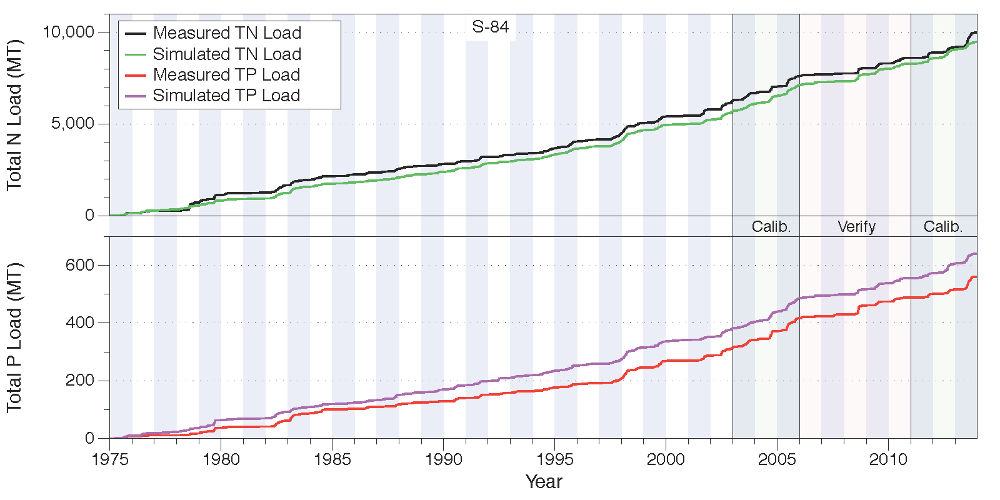 S-84
Measured TN Load
Simulated TN Load
Measured TP Load
Simulated TP Load
Total N Load (MT)
10,000
5,000
0
Calib.
Verify
Calib.
Total P Load (MT)
600
400
200
0
1975 1980 1985 1990 1995 2000 2005 2010
Year